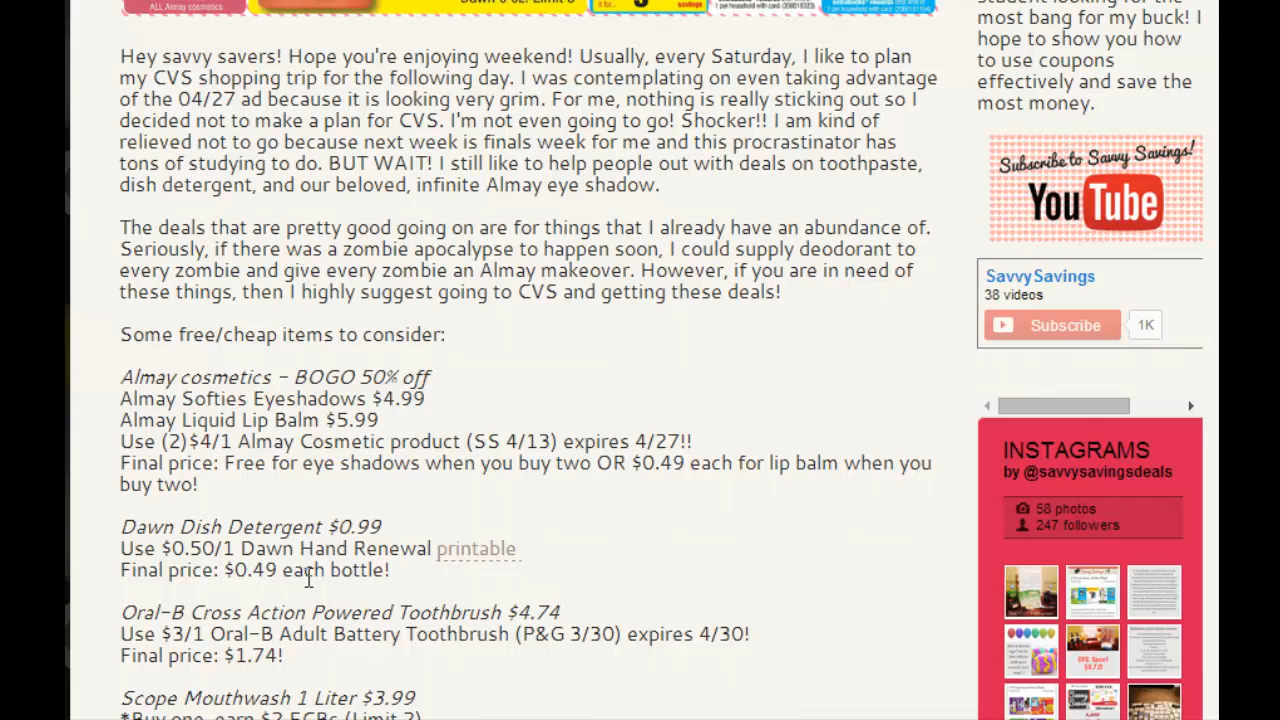 ALL Almay cosmetics
Hey savvy savers! Hope you're enjoying weekend! Usually, every Saturday, I like to plan
my CVS shopping trip for the following day. I was contemplating on even taking advantage
of the 04/27 ad because it is looking very grim. For me, nothing is really sticking out so I
decided not to make a plan for CVS. I'm not even going to go! Shocker!! I am kind of
relieved not to go because next week is finals week for me and this procrastinator has
tons of studying to do. BUT WAIT! I still like to help people out with deals on toothpaste,
dish detergent, and our beloved, infinite Almay eye shadow.
The deals that are pretty good going on are for things that I already have an abundance of.
Seriously, if there was a zombie apocalypse to happen soon, I could supply deodorant to
every zombie and give every zombie an Almay makeover. However, if you are in need of
these things, then I highly suggest going to CVS and getting these deals!
Some free/cheap items to consider:
Almay cosmetics - BOGO 50% off
Almay Softies Eyeshadows $4.99
Almay Liquid Lip Balm $5.99
Use (2)$4/1 Almay Cosmetic product (SS 4/13) expires 4/27!!
Final price: Free for eye shadows when you buy two OR $0.49 each for lip balm when you
buy two!
Dawn Dish Detergent $0.99
Use $0.50/1 Dawn Hand Renewal printable
Final price: $0.49 each bottle!
Oral-B Cross Action Powered Toothbrush $4.74
Use $3/1 Oral-B Adult Battery Toothbrush (P&G 3/30) expires 4/30!
Final price: $1.74!
Scope Mouthwash 1 Liter $3.99
*Buy one, earn $2 ECBs (Limit 2)
most bang for my buck! I
hope to show you how
to use coupons
effectively and save the
most money.
Subscribe to Savvy Savings!
YouTube
SavvySavings
38 videos
Subscribe
1K
INSTAGRAMS
by @savvysavingsdeals
58 photos
247 followers